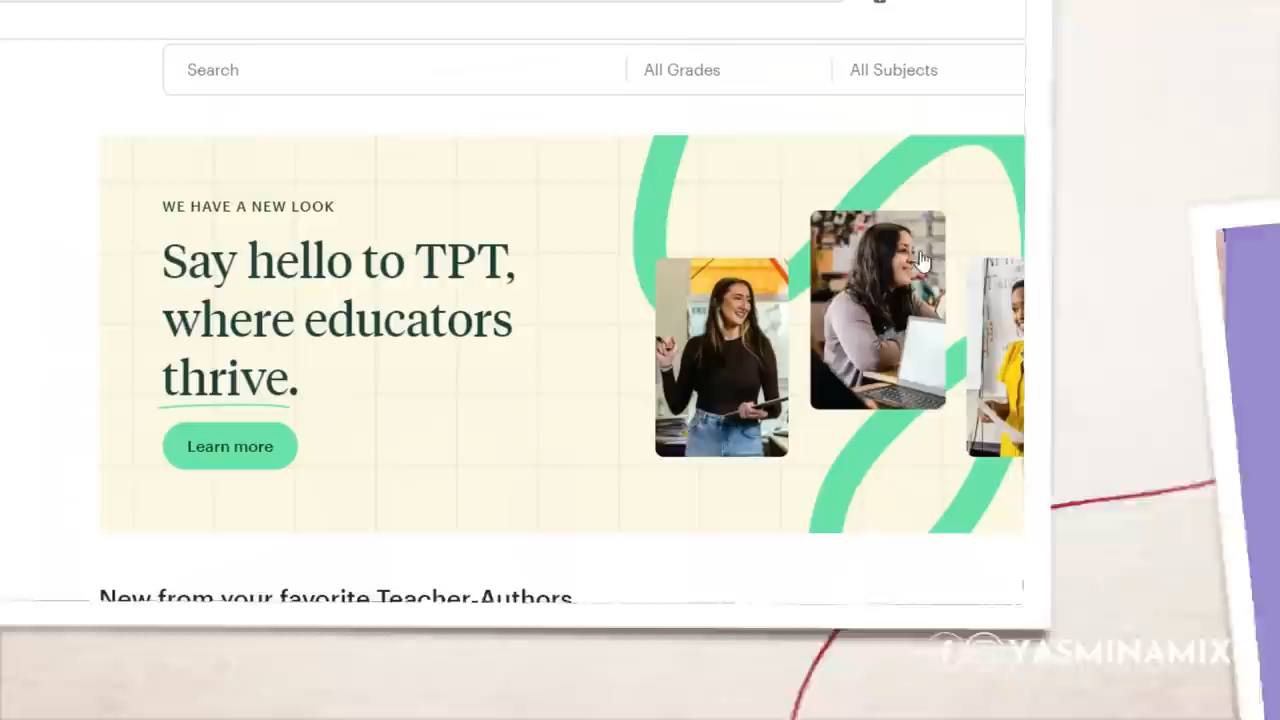 Search
All Grades
All Subjects
WE HAVE A NEW LOOK
Say hello to TPT,
where educators
thrive.
Learn more
New from your favorite Teacher-Authors
YASMINAMIX